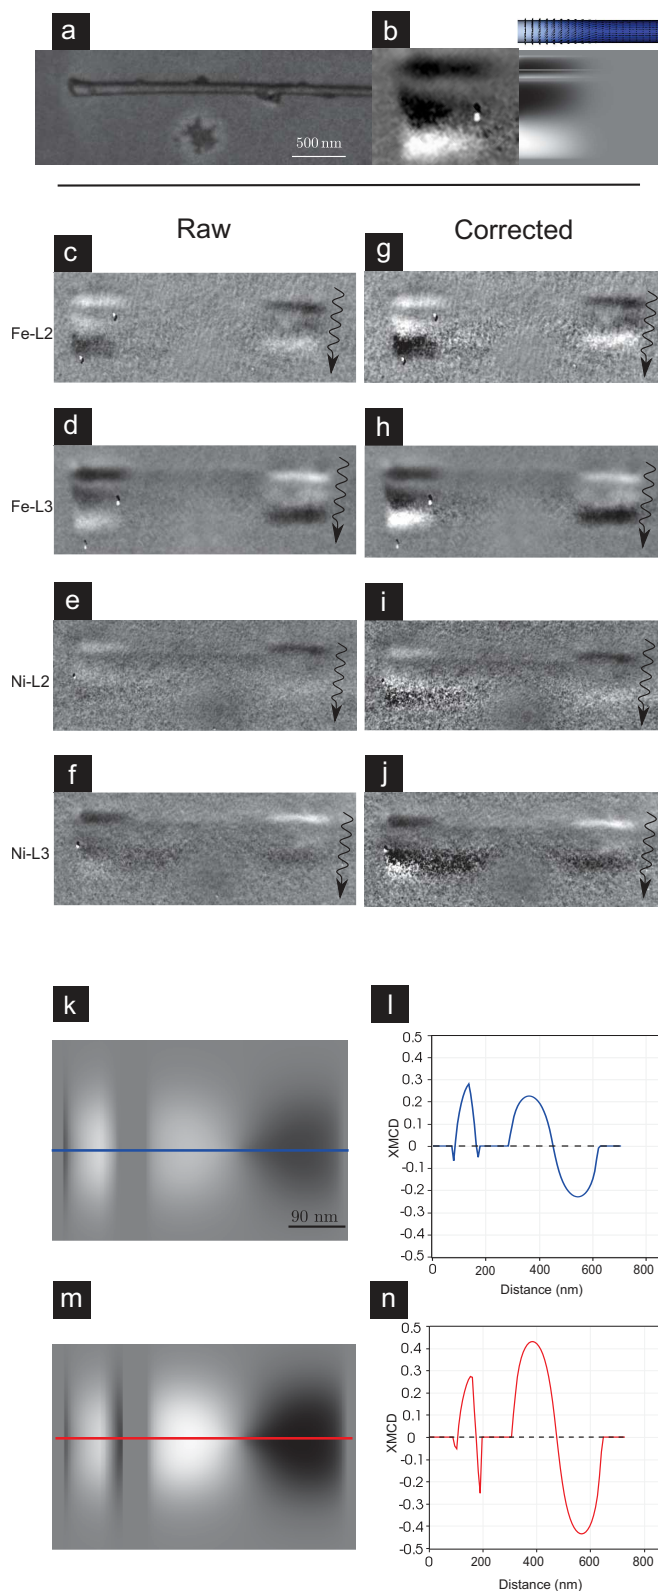 a
b
500 nm
Raw
Corrected
c
g
Fe-L2
d
h
Fe-L3
e
i
Ni-L2
f
j
Ni-L3
k
l
90 nm
0.5
0.4
0.3
0.2
0.1
0
-0.1
-0.2
-0.3
-0.4
-0.5
XMCD
0 200 400 600 800
Distance (nm)
m
n
0.5
0.4
0.3
0.2
0.1
0
-0.1
-0.2
-0.3
-0.4
-0.5
XMCD
0 200 400 600 800
Distance (nm)